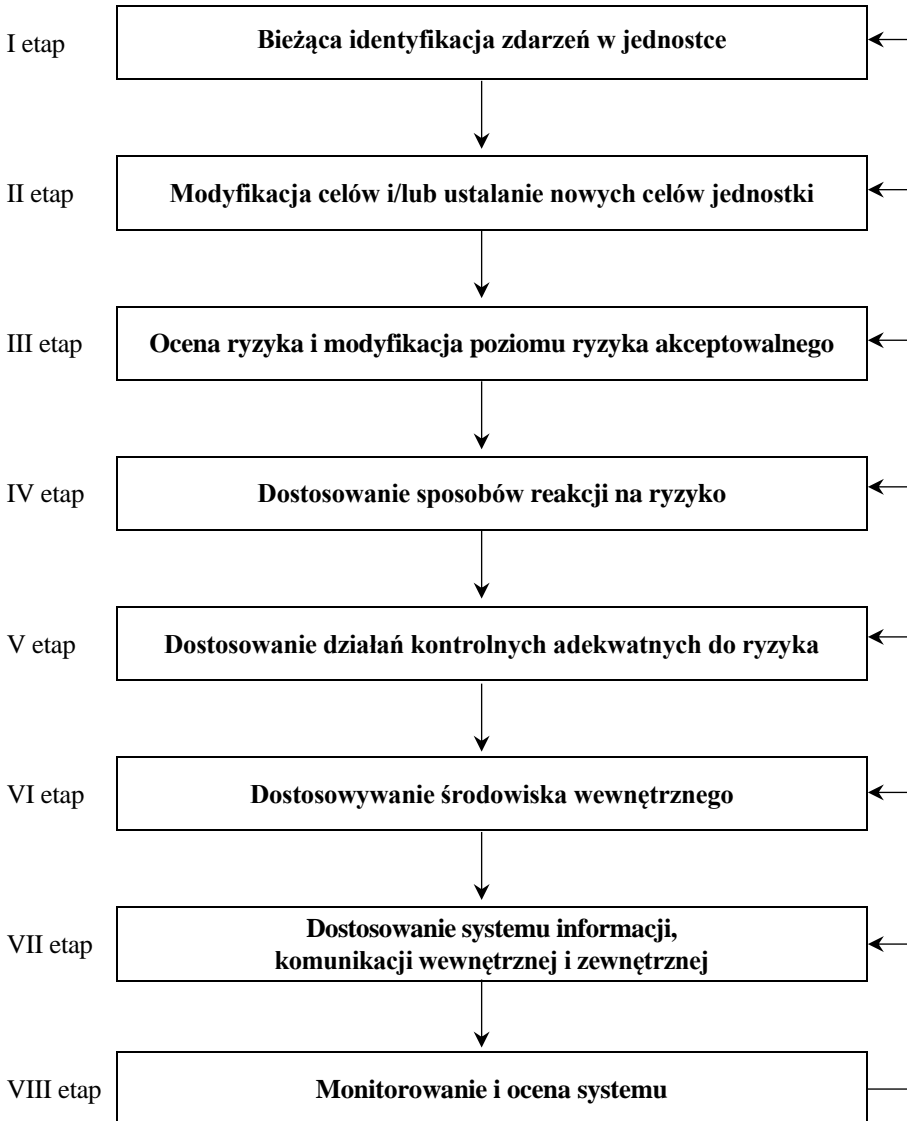 I etap
Bieżąca identyfikacja zdarzeń w jednostce
II etap
Modyfikacja celów i/lub ustalanie nowych celów jednostki
III etap
Ocena ryzyka i modyfikacja poziomu ryzyka akceptowalnego
IV etap
Dostosowanie sposobów reakcji na ryzyko
V etap
Dostosowanie działań kontrolnych adekwatnych do ryzyka
VI etap
Dostosowywanie środowiska wewnętrznego
VII etap
Dostosowanie systemu informacji,
komunikacji wewnętrznej i zewnętrznej
VIII etap
Monitorowanie i ocena systemu